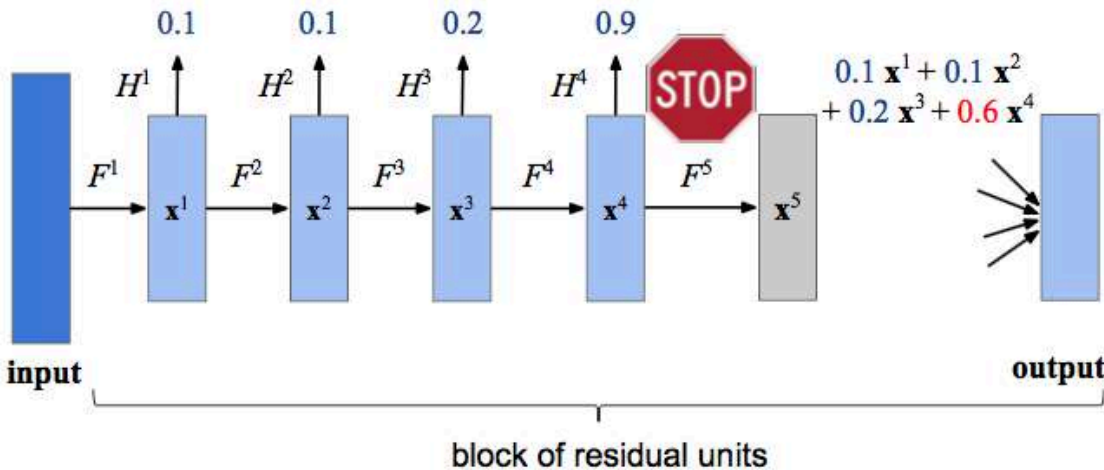 0.1 0.1 0.2 0.9
H¹ H² H³ H⁴ STOP
0.1 x¹ + 0.1 x²
+ 0.2 x³ + 0.6 x⁴
F¹ F² F³ F⁴ F⁵
x¹ x² x³ x⁴ x⁵
input output
block of residual units